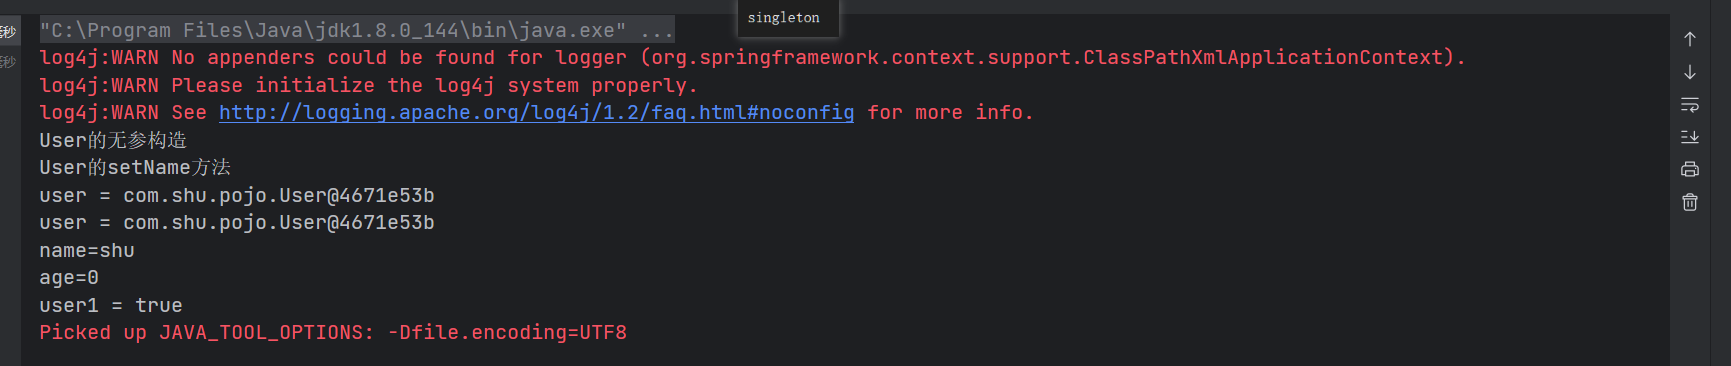 singleton
毫秒
毫秒
"C:\Program Files\Java\jdk1.8.0_144\bin\java.exe" ...
log4j:WARN No appenders could be found for logger (org.springframework.context.support.ClassPathXmlApplicationContext).
log4j:WARN Please initialize the log4j system properly.
log4j:WARN See http://logging.apache.org/log4j/1.2/faq.html#noconfig for more info.
User的无参构造
User的setName方法
user = com.shu.pojo.User@4671e53b
user = com.shu.pojo.User@4671e53b
name=shu
age=0
user1 = true
Picked up JAVA_TOOL_OPTIONS: -Dfile.encoding=UTF8